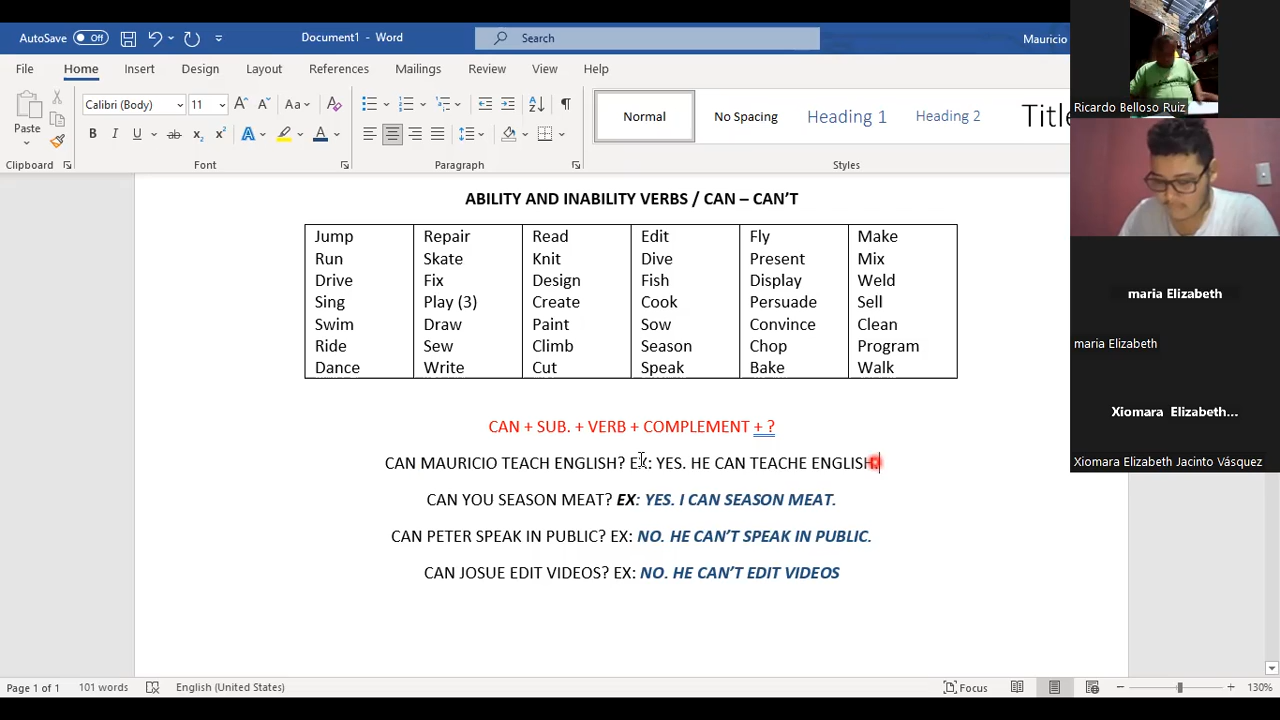 AutoSave Off Document1 - Word Search Mauricio
File Home Insert Design Layout References Mailings Review View Help
Calibri (Body) 11 Aa
Paste B I U ab x₂ x² A A
Normal No Spacing Heading 1 Heading 2 Title
Clipboard Font Paragraph Styles
ABILITY AND INABILITY VERBS / CAN – CAN'T
Jump Repair Read Edit Fly Make
Run Skate Knit Dive Present Mix
Drive Fix Design Fish Display Weld
Sing Play (3) Create Cook Persuade Sell
Swim Draw Paint Sow Convince Clean
Ride Sew Climb Season Chop Program
Dance Write Cut Speak Bake Walk
CAN + SUB. + VERB + COMPLEMENT + ?
CAN MAURICIO TEACH ENGLISH? EX: YES. HE CAN TEACHE ENGLISH.
CAN YOU SEASON MEAT? EX: YES. I CAN SEASON MEAT.
CAN PETER SPEAK IN PUBLIC? EX: NO. HE CAN'T SPEAK IN PUBLIC.
CAN JOSUE EDIT VIDEOS? EX: NO. HE CAN'T EDIT VIDEOS
Page 1 of 1 101 words English (United States) Focus 130%
Ricardo Belloso Ruiz
maria Elizabeth
maria Elizabeth
Xiomara Elizabeth...
Xiomara Elizabeth Jacinto Vásquez